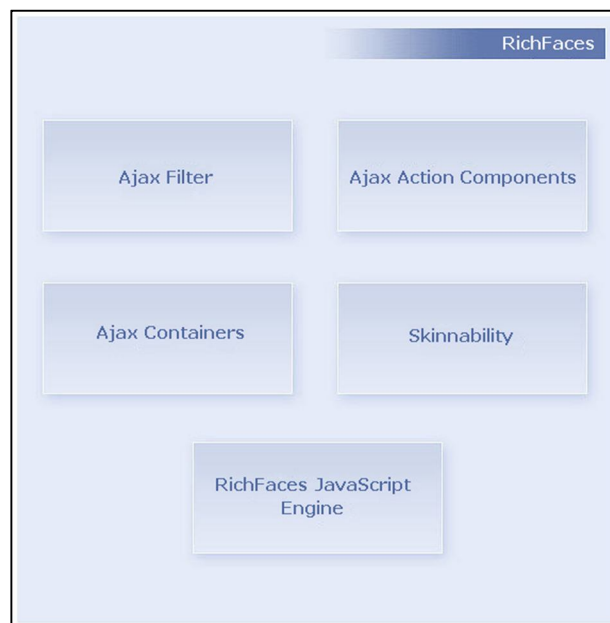 RichFaces
Ajax Filter
Ajax Action Components
Ajax Containers
Skinnability
RichFaces JavaScript
Engine